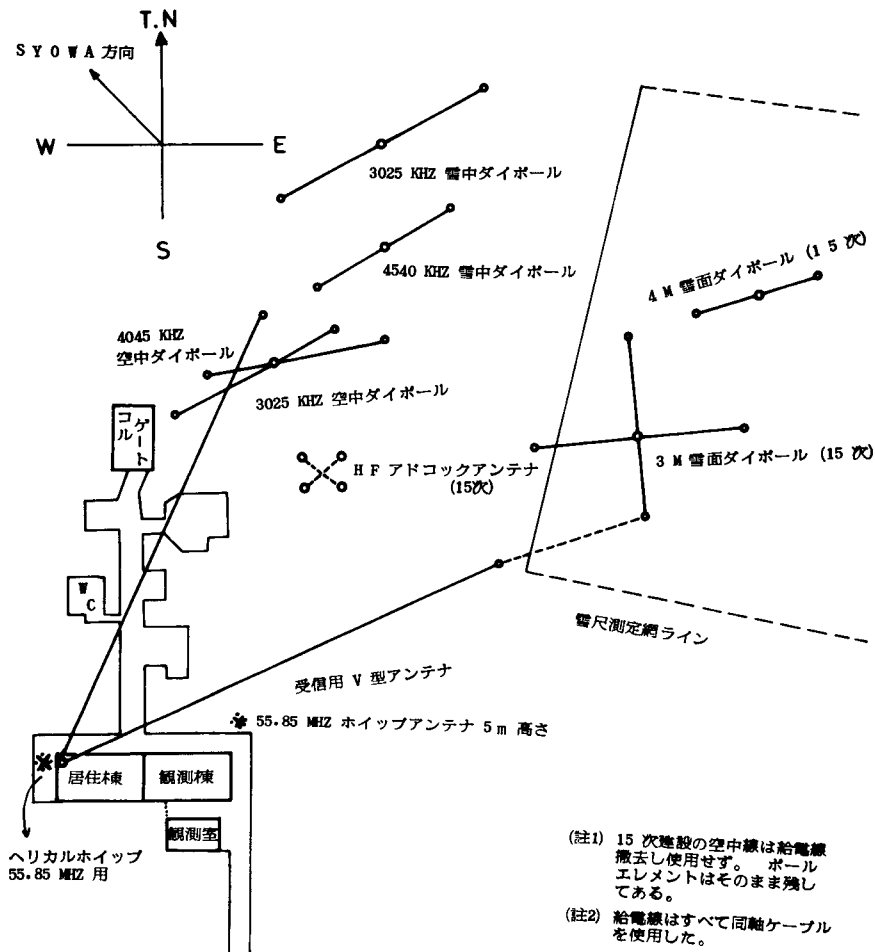 T.N
SYOWA 方向
W
E
S
3025 KHZ 雪中ダイポール
4540 KHZ 雪中ダイポール
4 M 雪面ダイポール (15 次)
4045 KHZ
空中ダイポール
3025 KHZ 空中ダイポール
コルゲート
3 M 雪面ダイポール (15 次)
HF アドコックアンテナ
(15次)
WC
雪尺測定網ライン
受信用 V 型アンテナ
55.85 MHZ ホイップアンテナ 5m 高さ
居住棟
観測棟
観測室
ヘリカルホイップ
55.85 MHZ 用
(註1) 15 次建設の空中線は給電線
撤去し使用せず。 ポール
エレメントはそのまま残し
てある。
(註2) 給電線はすべて同軸ケーブル
を使用した。